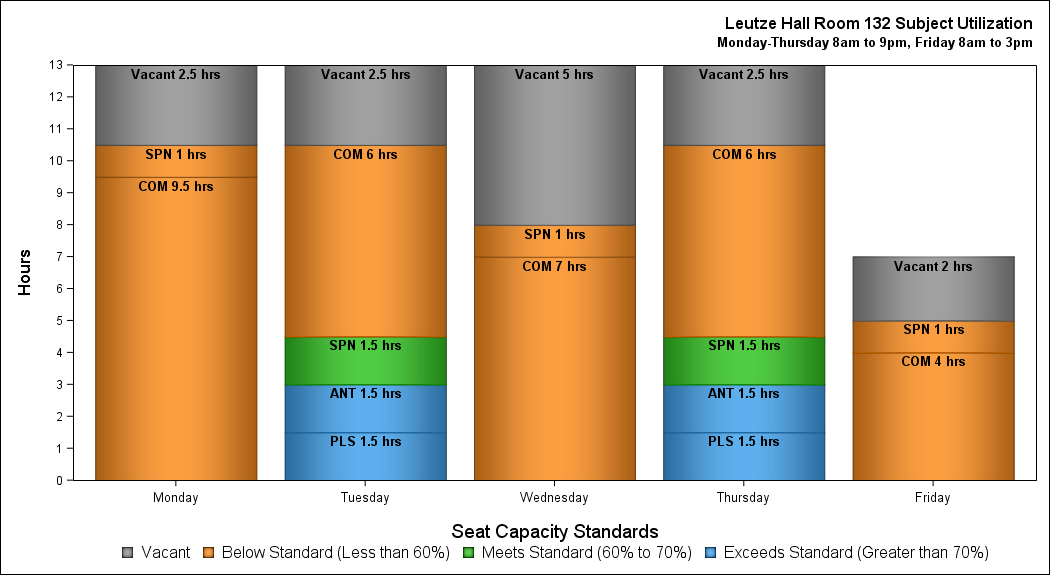 Leutze Hall Room 132 Subject Utilization
Monday-Thursday 8am to 9pm, Friday 8am to 3pm
Hours
13
12
11
10
9
8
7
6
5
4
3
2
1
0
Vacant 2.5 hrs
SPN 1 hrs
COM 9.5 hrs
Vacant 2.5 hrs
COM 6 hrs
SPN 1.5 hrs
ANT 1.5 hrs
PLS 1.5 hrs
Vacant 5 hrs
SPN 1 hrs
COM 7 hrs
Vacant 2.5 hrs
COM 6 hrs
SPN 1.5 hrs
ANT 1.5 hrs
PLS 1.5 hrs
Vacant 2 hrs
SPN 1 hrs
COM 4 hrs
Monday Tuesday Wednesday Thursday Friday
Seat Capacity Standards
Vacant Below Standard (Less than 60%) Meets Standard (60% to 70%) Exceeds Standard (Greater than 70%)